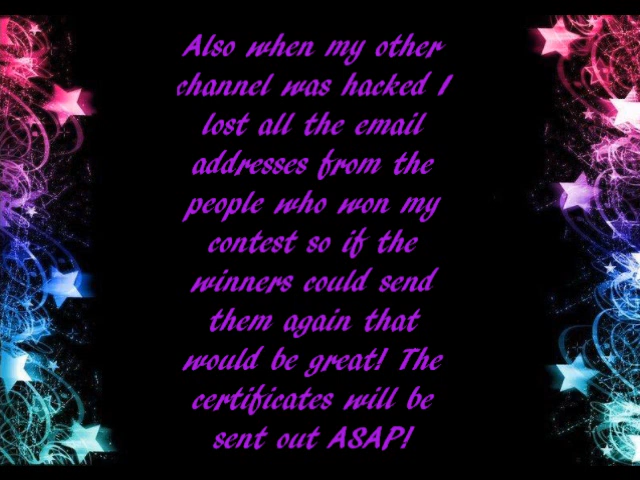 Also when my other
channel was hacked I
lost all the email
addresses from the
people who won my
contest so if the
winners could send
them again that
would be great! The
certificates will be
sent out ASAP!